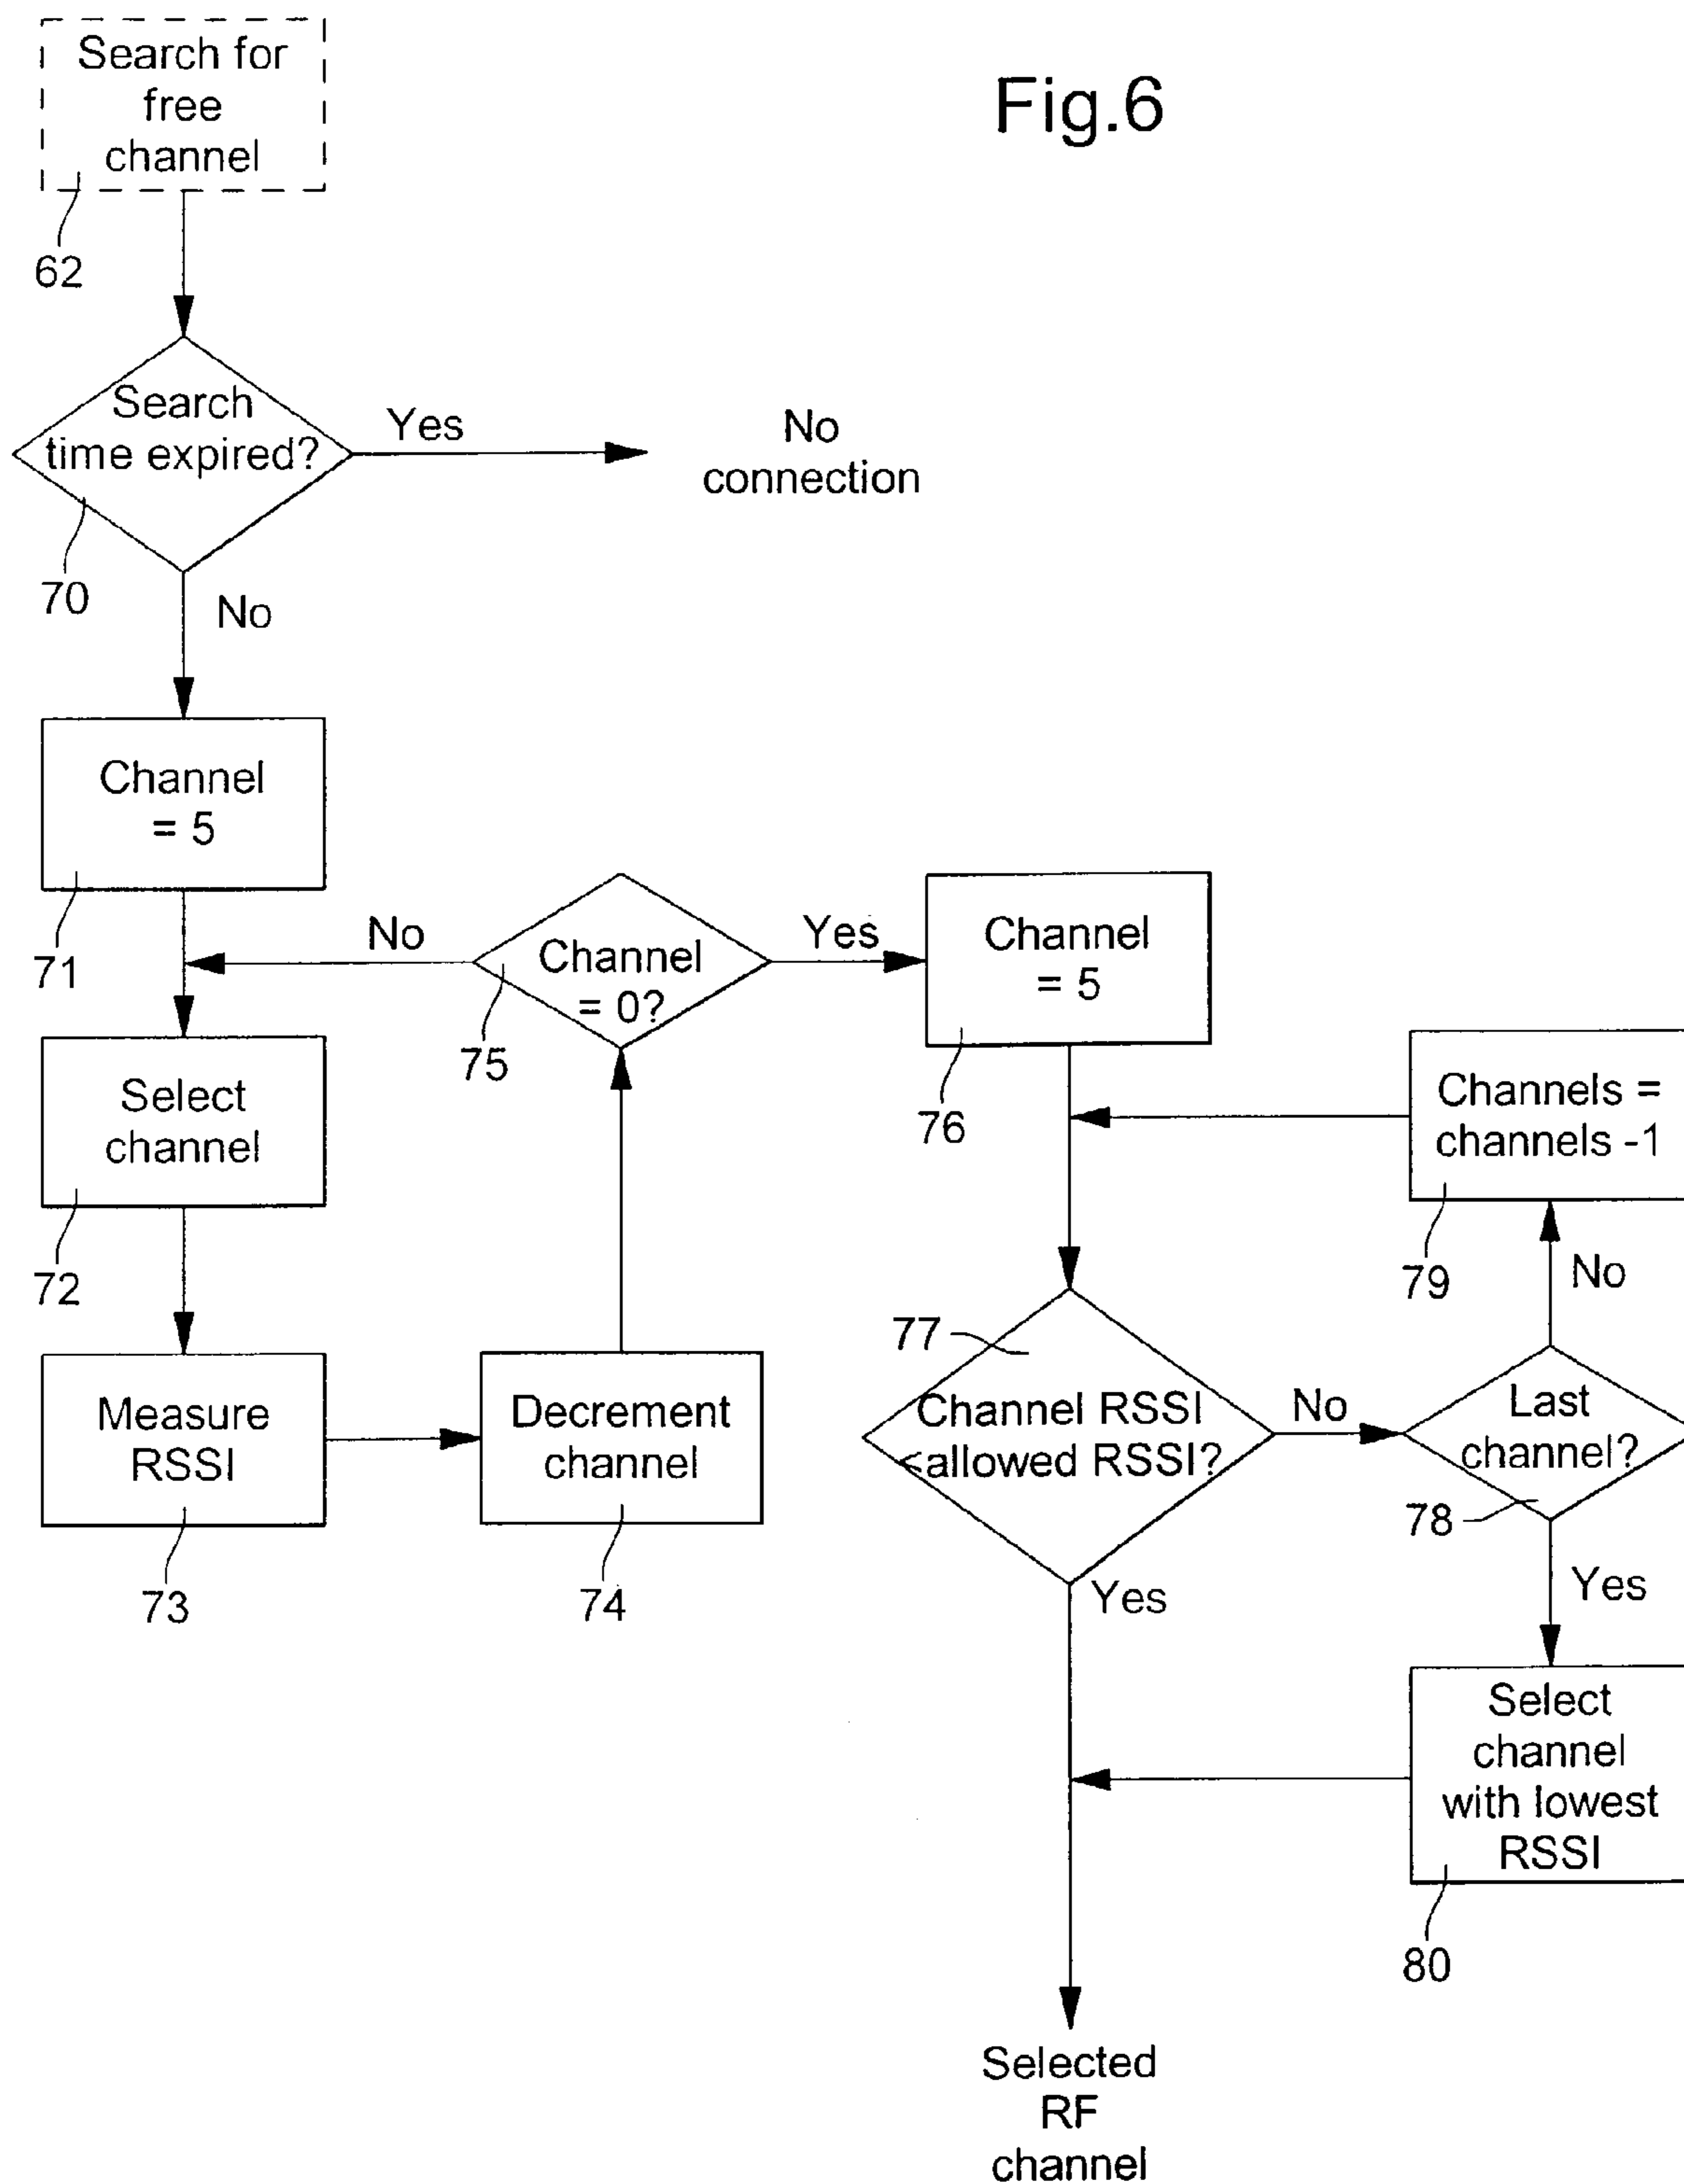 Fig.6
Search for
free
channel
62
Search
time expired?
70
Yes
No
connection
No
Channel
= 5
71
Select
channel
72
Measure
RSSI
73
Decrement
channel
74
Channel
= 0?
75
No
Yes
Channel
= 5
76
Channel RSSI
<allowed RSSI?
77
No
Yes
Last
channel?
78
No
Yes
Channels =
channels -1
79
Select
channel
with lowest
RSSI
80
Selected
RF
channel